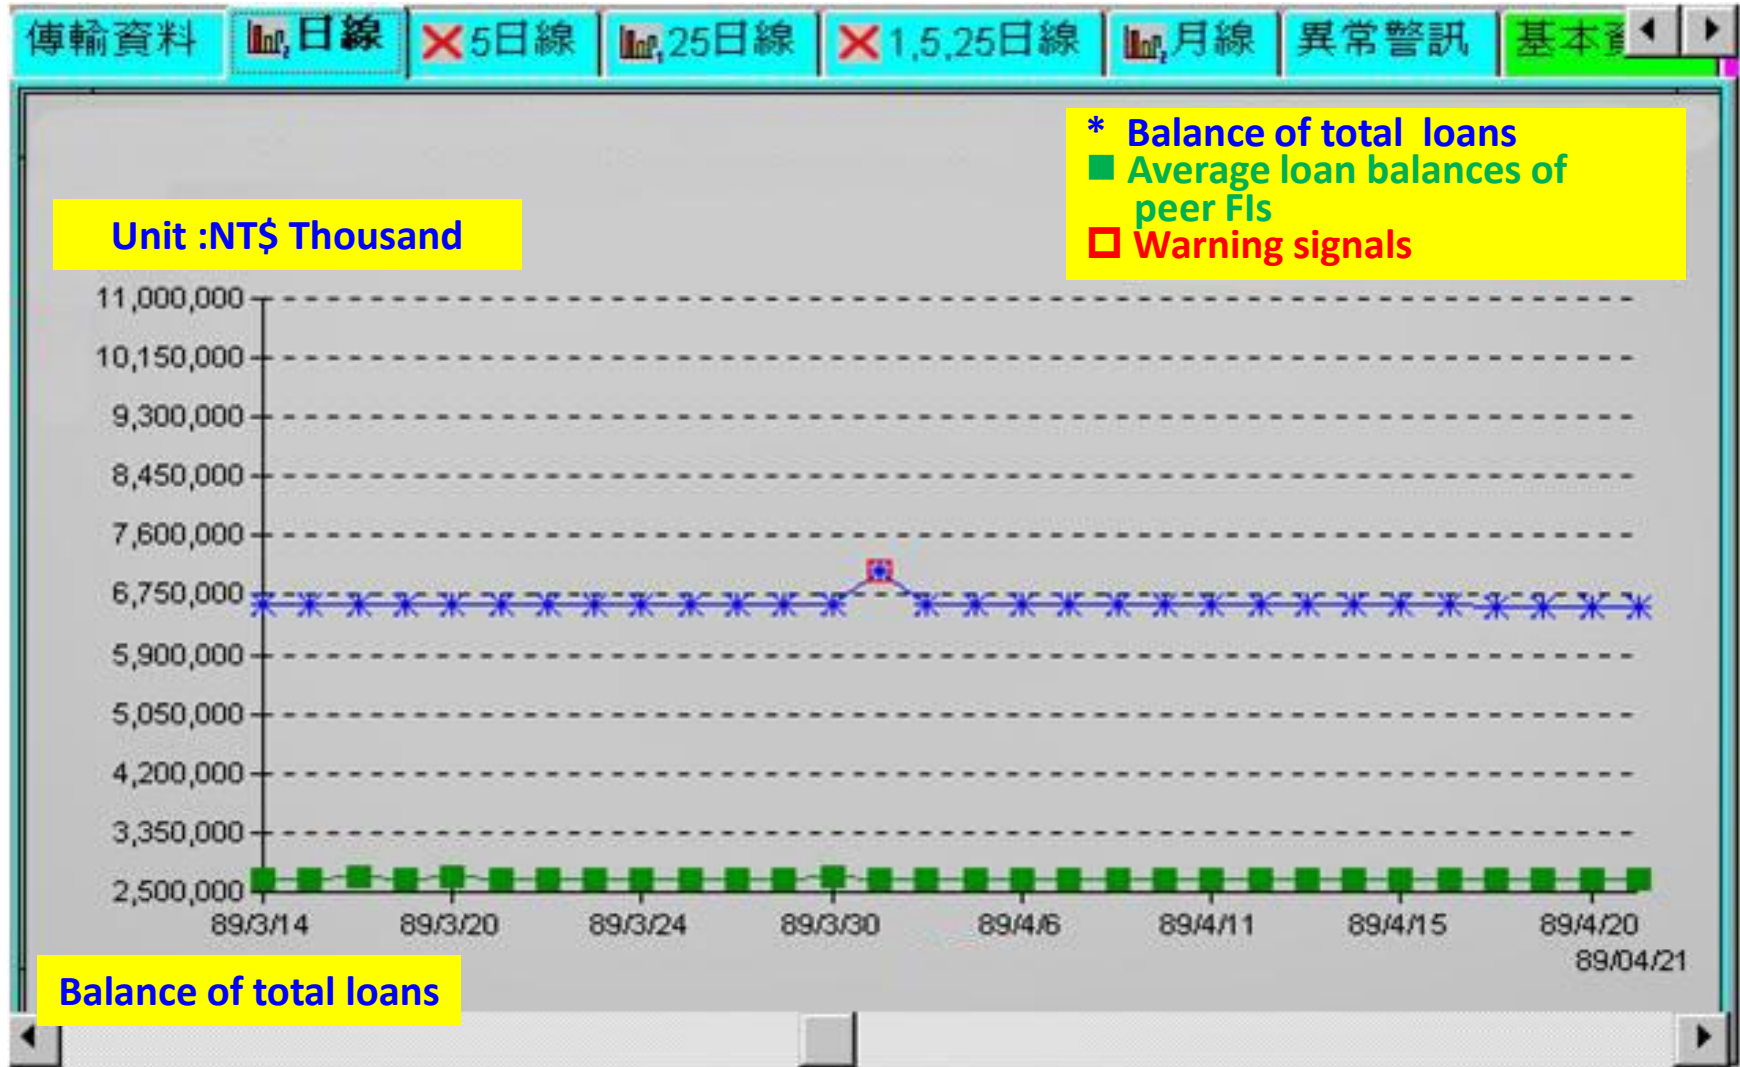 傳輸資料 日線 5日線 25日線 1,5,25日線 月線 異常警訊 基本
* Balance of total loans
Average loan balances of
peer FIs
Warning signals
Unit :NT$ Thousand
11,000,000
10,150,000
9,300,000
8,450,000
7,600,000
6,750,000
5,900,000
5,050,000
4,200,000
3,350,000
2,500,000
89/3/14 89/3/20 89/3/24 89/3/30 89/4/6 89/4/11 89/4/15 89/4/20
89/04/21
Balance of total loans